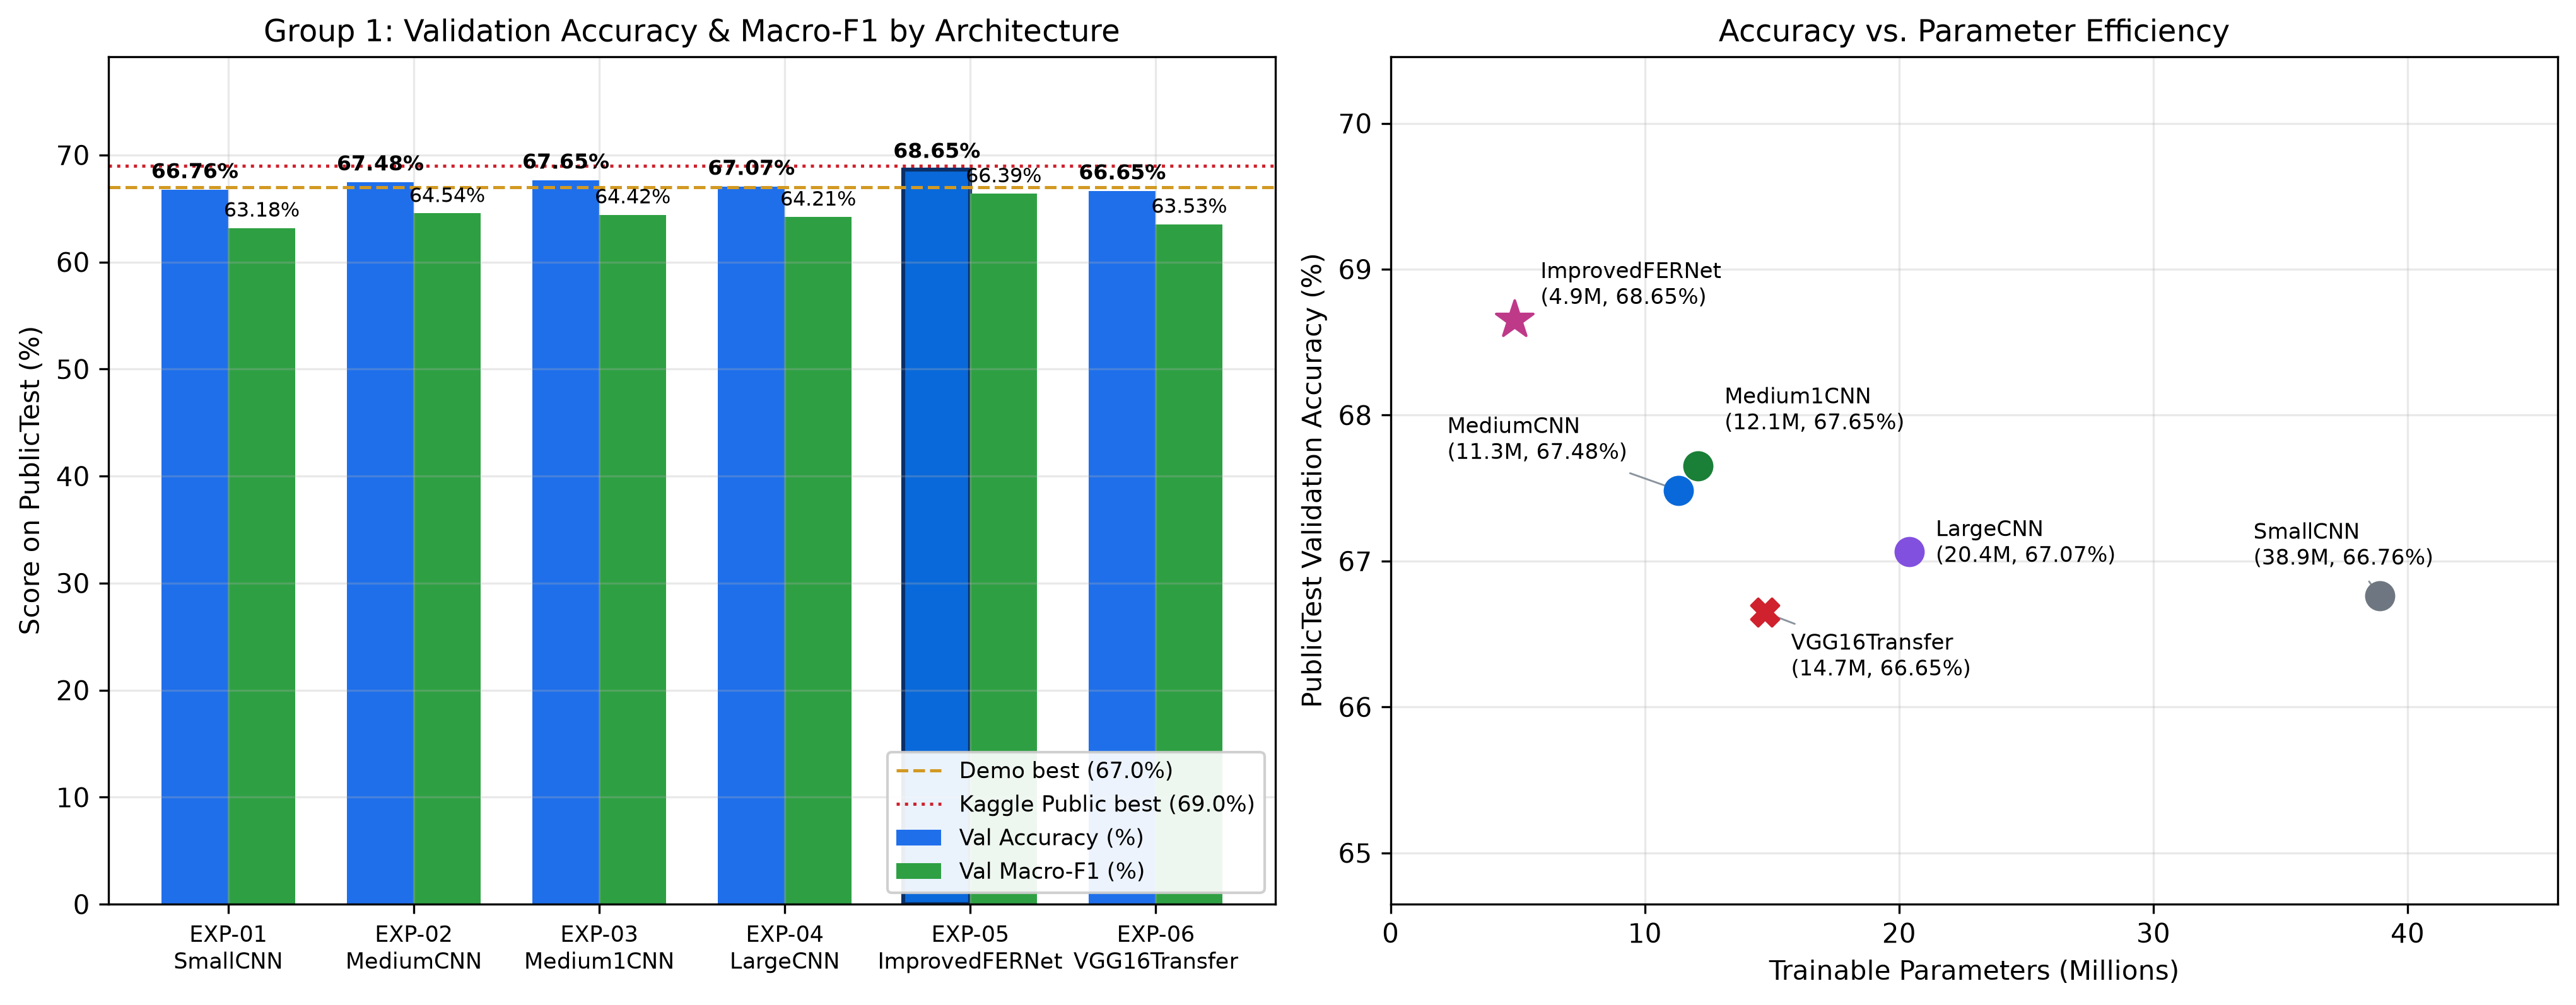 Group 1: Validation Accuracy & Macro-F1 by Architecture
Score on PublicTest (%)
70
60
50
40
30
20
10
0
66.76%
63.18%
67.48%
64.54%
67.65%
64.42%
67.07%
64.21%
68.65%
66.39%
66.65%
63.53%
Demo best (67.0%)
Kaggle Public best (69.0%)
Val Accuracy (%)
Val Macro-F1 (%)
EXP-01
SmallCNN
EXP-02
MediumCNN
EXP-03
Medium1CNN
EXP-04
LargeCNN
EXP-05
ImprovedFERNet
EXP-06
VGG16Transfer
Accuracy vs. Parameter Efficiency
PublicTest Validation Accuracy (%)
70
69
68
67
66
65
ImprovedFERNet
(4.9M, 68.65%)
Medium1CNN
(12.1M, 67.65%)
MediumCNN
(11.3M, 67.48%)
LargeCNN
(20.4M, 67.07%)
SmallCNN
(38.9M, 66.76%)
VGG16Transfer
(14.7M, 66.65%)
0
10
20
30
40
Trainable Parameters (Millions)